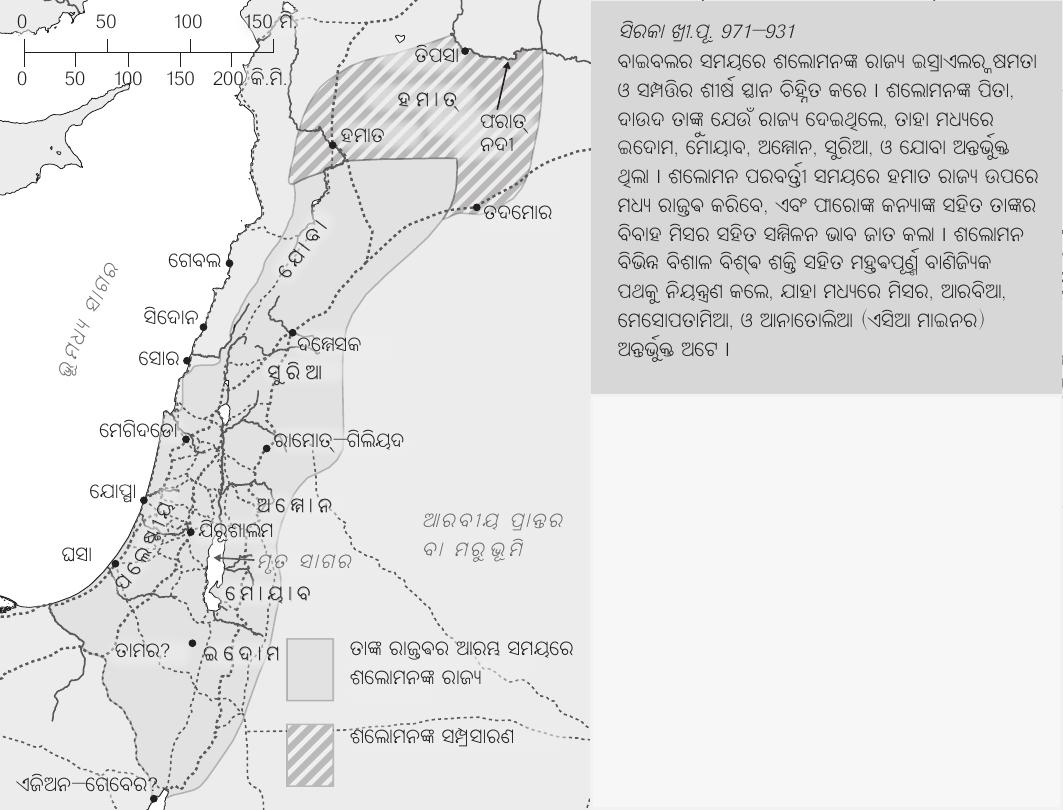 0 50 100 150 ମି.
0 50 100 150 200 କି.ମି.
ତିପସା
ହମାତ୍
ଫରାତ୍
ନଦୀ
ହମାତ
ତଦମୋର
ଯୋବା
ଗେବଲ
ଭୂମଧ୍ୟ ସାଗର
ସିଦୋନ
ଦମ୍ମେସକ
ସୋର
ସୁରିଆ
ମେଗିଦଡୋ
ରାମୋତ୍–ଗିଲିୟଦ
ଯୋପ୍ପା
ଅମ୍ମୋନ
ଯିରୁଶାଲମ
ଆରବୀୟ ପ୍ରାନ୍ତର
ବା ମରୁଭୂମି
ଘସା
ପଲେଷ୍ଟୀୟ
ମୃତ ସାଗର
ମୋୟାବ
ତାମର?
ଇଦୋମ
ତାଙ୍କ ରାଜତ୍ଵର ଆରମ୍ଭ ସମୟରେ
ଶଲୋମନଙ୍କ ରାଜ୍ୟ
ଶଲୋମନଙ୍କ ସମ୍ପ୍ରସାରଣ
ଏଜିଅନ–ଗେବେର?
ସିରକା ଖ୍ରୀ.ପୂ. 971–931
ବାଇବଲର ସମୟରେ ଶଲୋମନଙ୍କ ରାଜ୍ୟ ଇସ୍ରାଏଲର କ୍ଷମତା
ଓ ସମ୍ପତ୍ତିର ଶୀର୍ଷ ସ୍ଥାନ ଚିହ୍ନିତ କରେ । ଶଲୋମନଙ୍କ ପିତା,
ଦାଉଦ ତାଙ୍କୁ ଯେଉଁ ରାଜ୍ୟ ଦେଇଥିଲେ, ତାହା ମଧ୍ୟରେ
ଇଦୋମ, ମୋୟାବ, ଅମ୍ମୋନ, ସୁରିଆ, ଓ ଯୋବା ଅନ୍ତର୍ଭୁକ୍ତ
ଥିଲା । ଶଲୋମନ ପରବର୍ତ୍ତୀ ସମୟରେ ହମାତ ରାଜ୍ୟ ଉପରେ
ମଧ୍ୟ ରାଜତ୍ଵ କରିବେ, ଏବଂ ଫାରୋଙ୍କ କନ୍ୟାଙ୍କ ସହିତ ତାଙ୍କର
ବିବାହ ମିସର ସହିତ ସମ୍ମିଳନ ଭାବ ଜାତ କଲା । ଶଲୋମନ
ବିଭିନ୍ନ ବିଶାଳ ବିଶ୍ଵ ଶକ୍ତି ସହିତ ମହତ୍ଵପୂର୍ଣ୍ଣ ବାଣିଜ୍ୟିକ
ପଥକୁ ନିୟନ୍ତ୍ରଣ କଲେ, ଯାହା ମଧ୍ୟରେ ମିସର, ଆରବିଆ,
ମେସୋପତାମିଆ, ଓ ଆନାତୋଲିଆ (ଏସିଆ ମାଇନର)
ଅନ୍ତର୍ଭୁକ୍ତ ଅଟେ ।